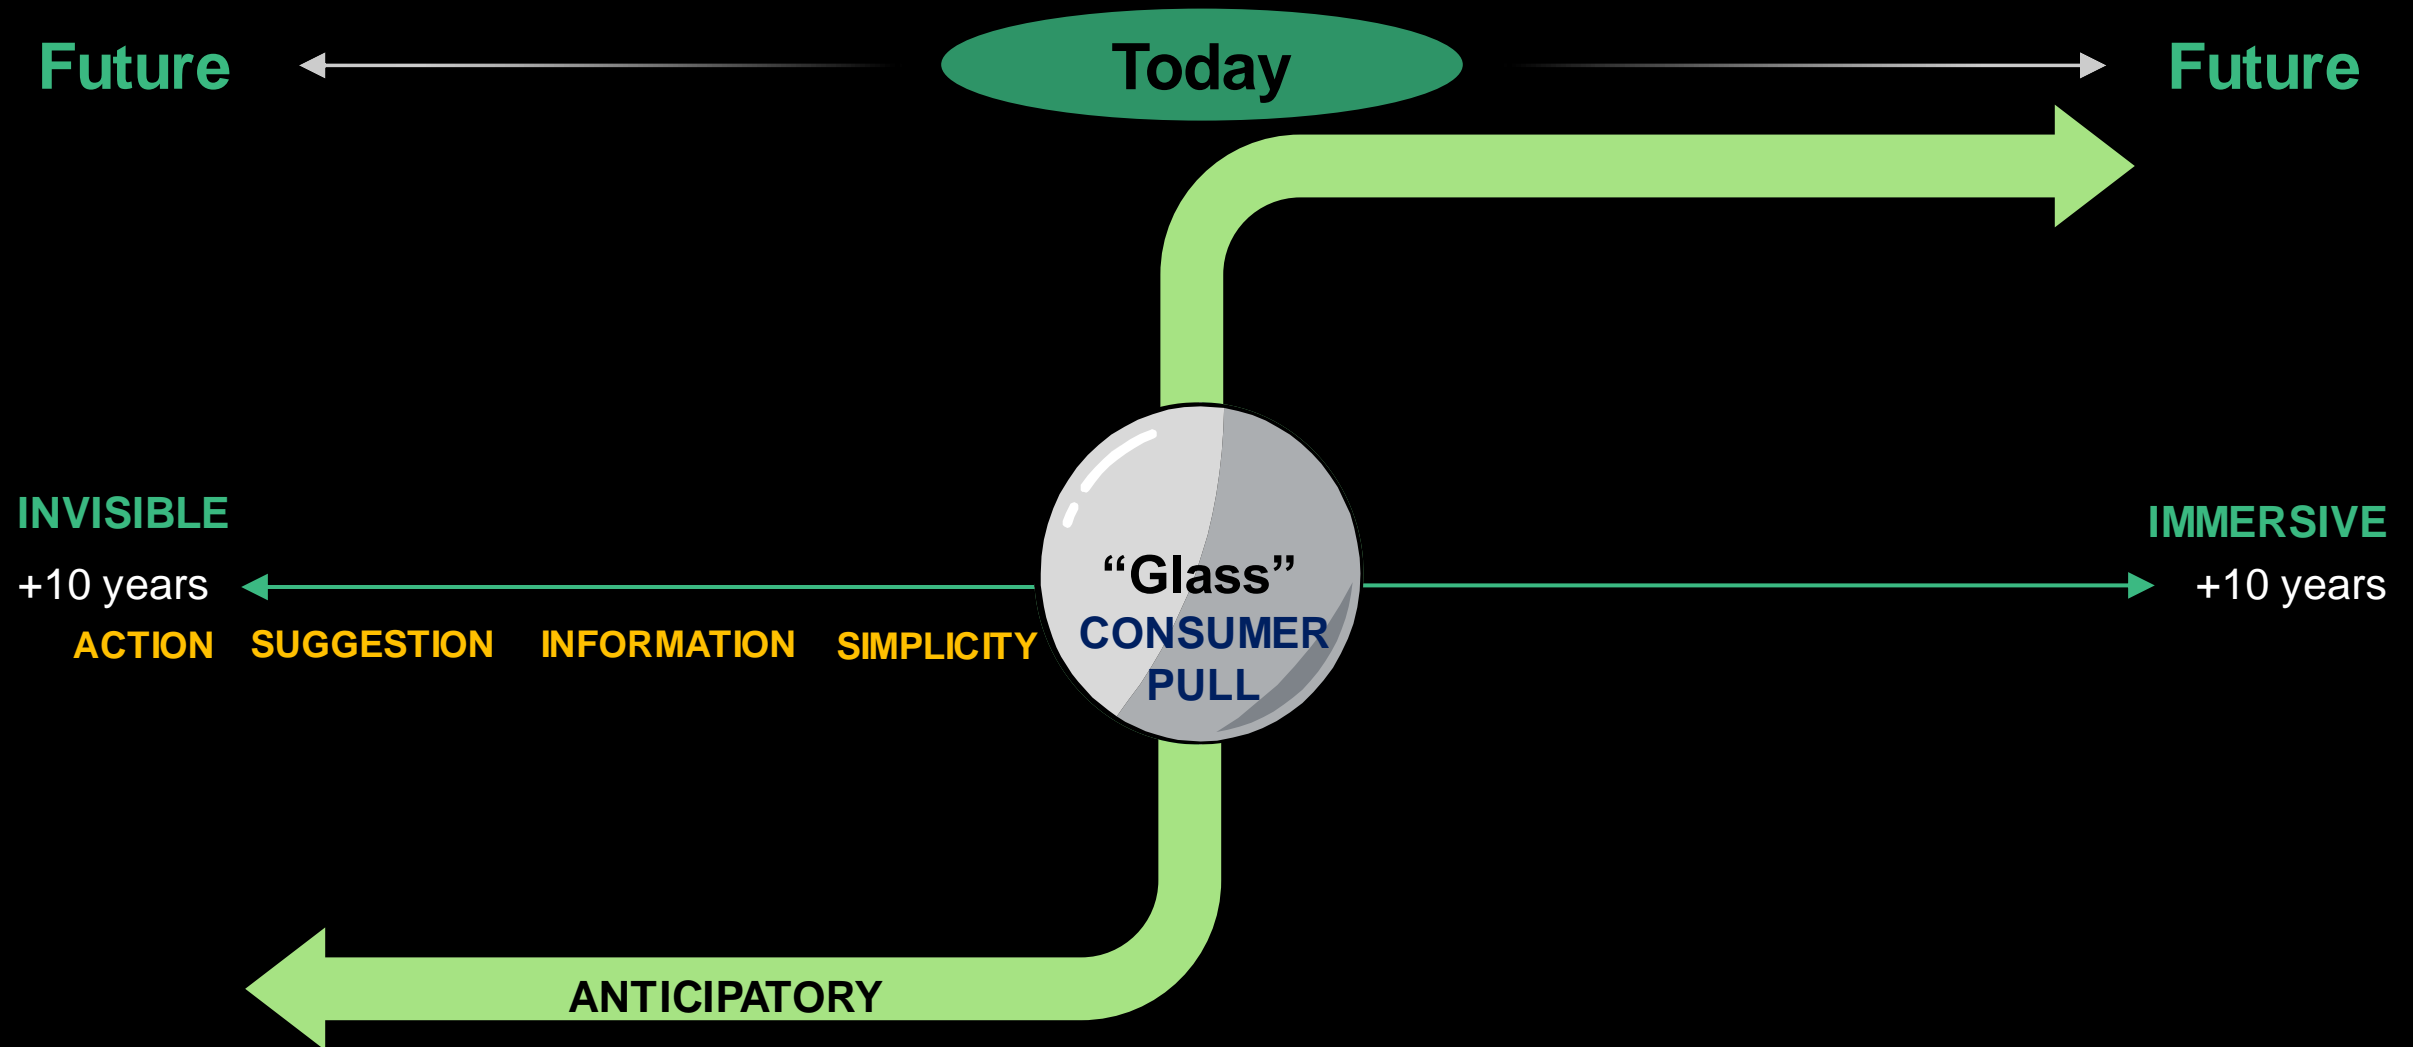 Future
Today
Future
INVISIBLE
+10 years
ACTION
SUGGESTION
INFORMATION
SIMPLICITY
“Glass”
CONSUMER
PULL
IMMERSIVE
+10 years
ANTICIPATORY